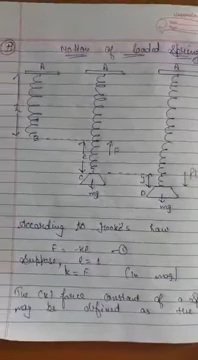 (B) Motion of loaded Spring
A A A
L
B
l
F
C
mg
y
D
mg
According to Hooke's law
F = -kl —①
Suppose, l = 1
k = F (in mag)
The (k) force constant of a
may be defined as the